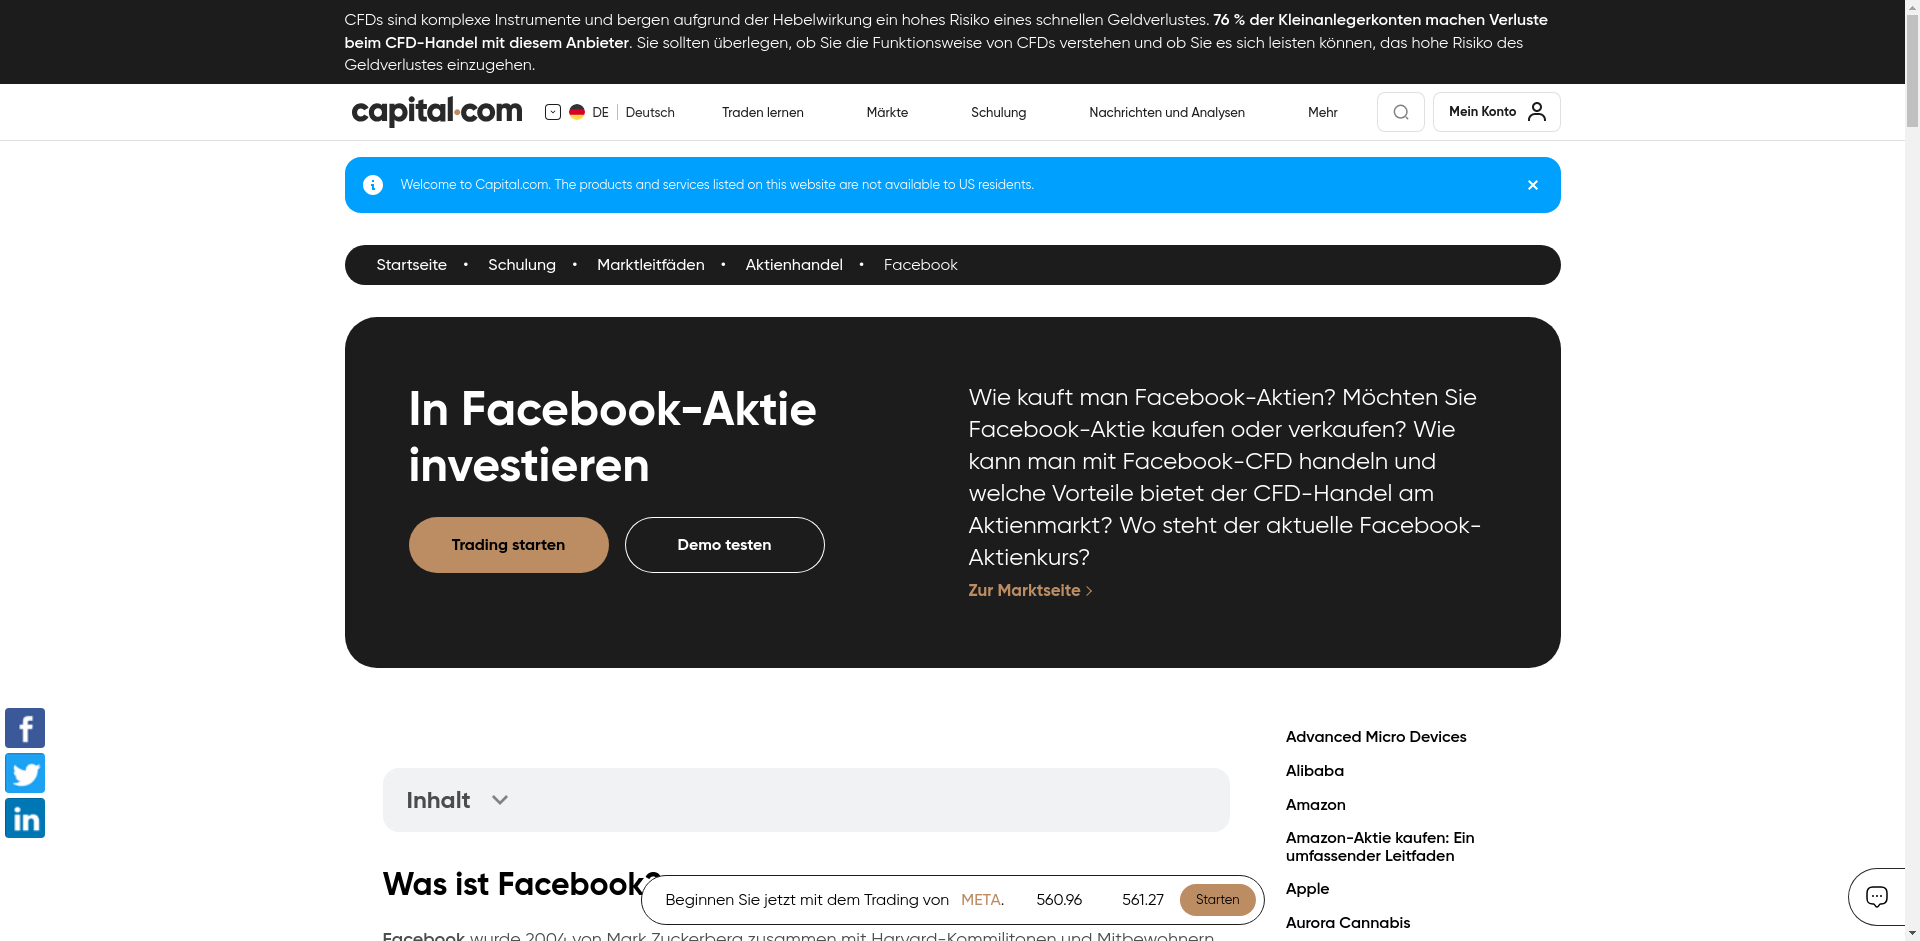 CFDs sind komplexe Instrumente und bergen aufgrund der Hebelwirkung ein hohes Risiko eines schnellen Geldverlustes. 76 % der Kleinanlegerkonten machen Verluste
beim CFD-Handel mit diesem Anbieter. Sie sollten überlegen, ob Sie die Funktionsweise von CFDs verstehen und ob Sie es sich leisten können, das hohe Risiko des
Geldverlustes einzugehen.
capital.com DE Deutsch Traden lernen Märkte Schulung Nachrichten und Analysen Mehr Mein Konto
Welcome to Capital.com. The products and services listed on this website are not available to US residents.
Startseite • Schulung • Marktleitfäden • Aktienhandel • Facebook
In Facebook-Aktie
investieren
Trading starten Demo testen
Wie kauft man Facebook-Aktien? Möchten Sie
Facebook-Aktie kaufen oder verkaufen? Wie
kann man mit Facebook-CFD handeln und
welche Vorteile bietet der CFD-Handel am
Aktienmarkt? Wo steht der aktuelle Facebook-
Aktienkurs?
Zur Marktseite
Inhalt
Was ist Facebook?
Facebook wurde 2004 von Mark Zuckerberg zusammen mit Harvard-Kommilitonen und Mitbewohnern
Advanced Micro Devices
Alibaba
Amazon
Amazon-Aktie kaufen: Ein
umfassender Leitfaden
Apple
Aurora Cannabis
Beginnen Sie jetzt mit dem Trading von META. 560.96 561.27 Starten